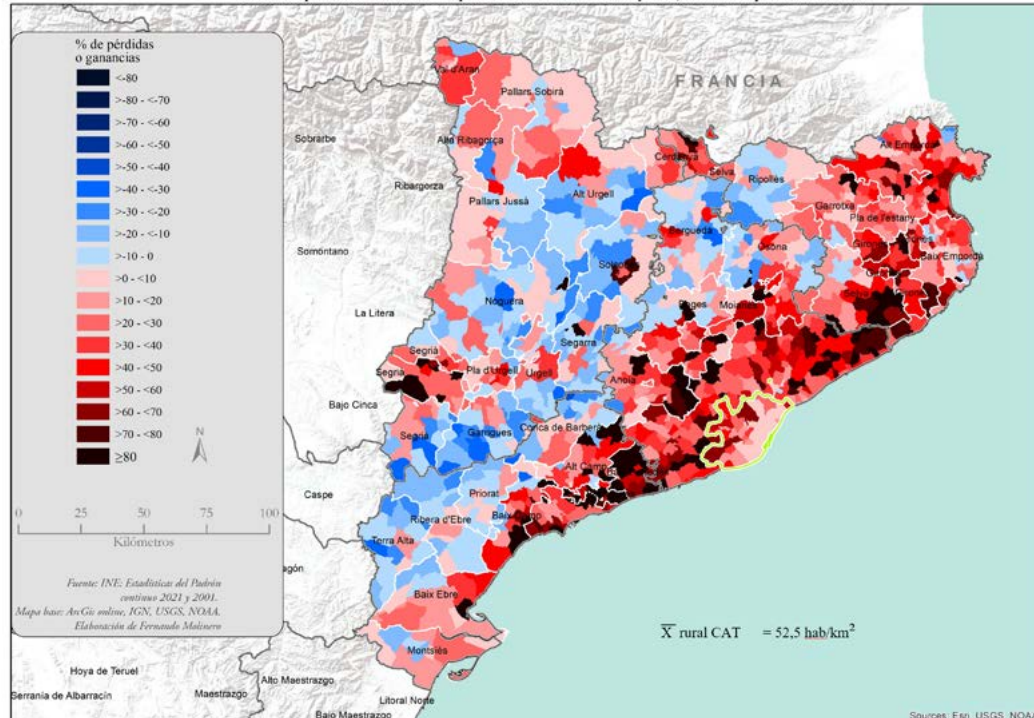 % de pérdidas
o ganancias
<-80
>-80 - <-70
>-70 - <-60
>-60 - <-50
>-50 - <-40
>-40 - <-30
>-30 - <-20
>-20 - <-10
>-10 - 0
>0 - <10
>10 - <20
>20 - <30
>30 - <40
>40 - <50
>50 - <60
>60 - <70
>70 - <80
≥80
N
0 25 50 75 100
Kilómetros
Fuente: INE: Estadísticas del Padrón
continuo 2021 y 2001.
Mapa base: ArcGis online, IGN, USGS, NOAA.
Elaboración de Fernando Molinero
FRANCIA
Val d'Aran
Pallars Sobirà
Sobrarbe
Alta Ribagorça
Cerdanya
Selva
Alt Empordà
Ribargorza
Ripollès
Alt Urgell
Pallars Jussà
Garrotxa
Pla de l'estany
Berguedà
Somontano
Osona
Gironès
Baix Empordà
Noguera
Bages
La Litera
Segarra
Segrià
Segria
Pla d'Urgell
Urgell
Anoia
Bajo Cinca
Segrià
Garrigues
Conca de Barberà
Alt Camp
Caspe
Priorat
Ribera d'Ebre
Baix Camp
Terra Alta
Baix Ebre
X rural CAT = 52,5 hab/km²
Montsiès
Hoya de Teruel
Alto Maestrazgo
Serranía de Albarracín
Maestrazgo
Litoral Norte
Bajo Maestrazgo
Sources: Esri, USGS, NOAA